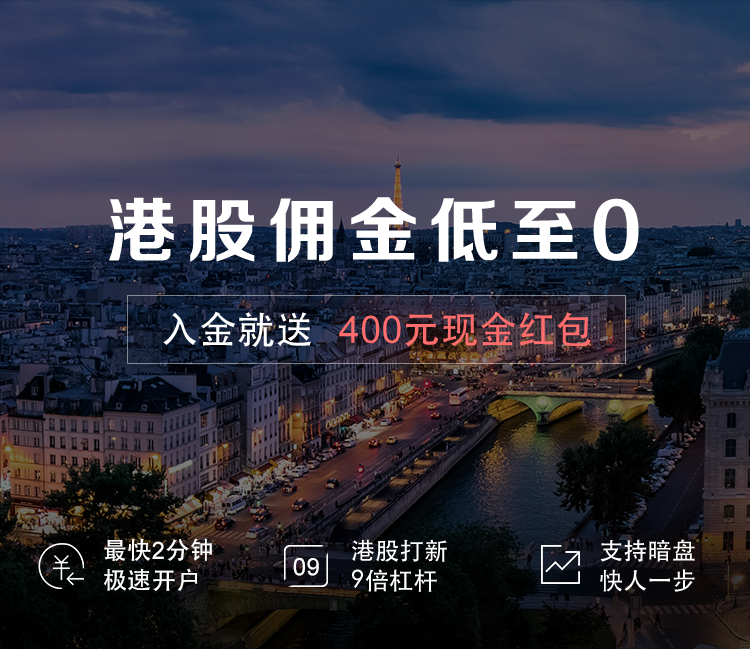 港股佣金低至0
入金就送 400元现金红包
最快2分钟
极速开户
09
港股打新
9倍杠杆
支持暗盘
快人一步